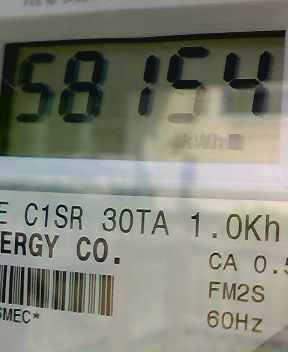 58154
kWh
E C1SR 30TA 1.0Kh
ERGY CO.
CA 0.5
FM2S
SMEC*
60Hz